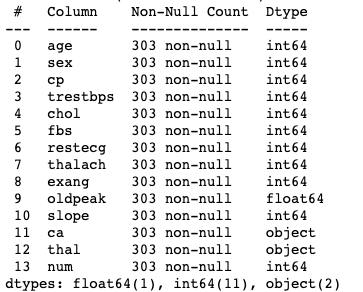 #   Column    Non-Null Count  Dtype
---  ------    --------------  -----
0   age       303 non-null    int64
1   sex       303 non-null    int64
2   cp        303 non-null    int64
3   trestbps  303 non-null    int64
4   chol      303 non-null    int64
5   fbs       303 non-null    int64
6   restecg   303 non-null    int64
7   thalach   303 non-null    int64
8   exang     303 non-null    int64
9   oldpeak   303 non-null    float64
10  slope     303 non-null    int64
11  ca        303 non-null    object
12  thal      303 non-null    object
13  num       303 non-null    int64
dtypes: float64(1), int64(11), object(2)